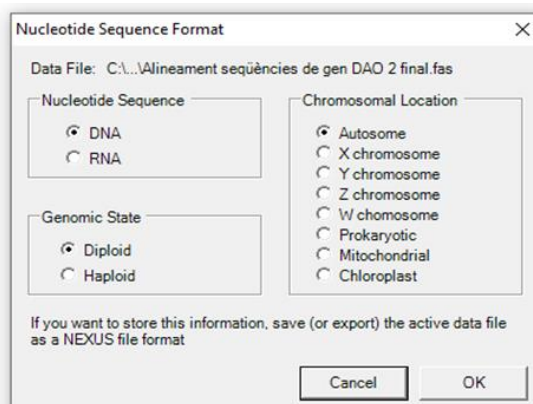 Nucleotide Sequence Format
Data File: C:\...\Alineament seqüències de gen DAO 2 final.fas
Nucleotide Sequence
DNA
RNA
Genomic State
Diploid
Haploid
Chromosomal Location
Autosome
X chromosome
Y chromosome
Z chromosome
W chomosome
Prokaryotic
Mitochondrial
Chloroplast
If you want to store this information, save (or export) the active data file
as a NEXUS file format
Cancel
OK